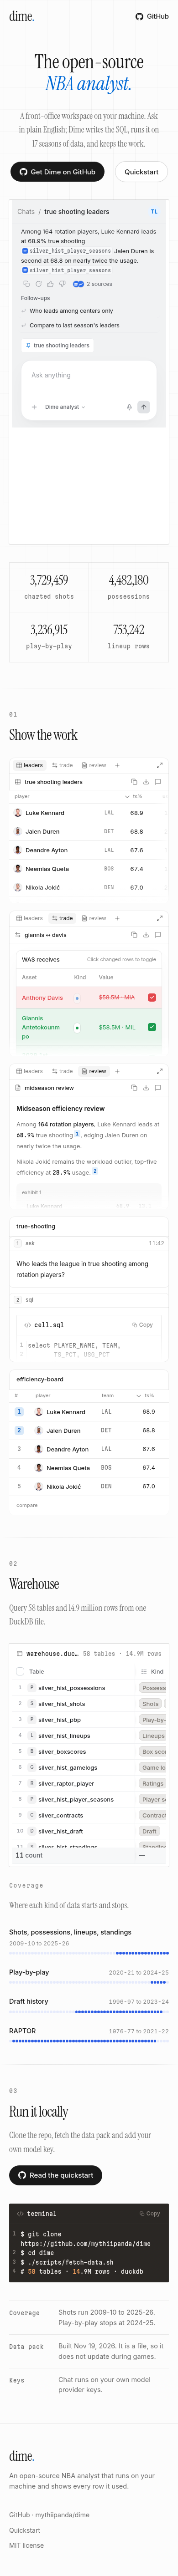 dime.
GitHub
The open-source
NBA analyst.
A front-office workspace on your machine. Ask
in plain English; Dime writes the SQL, runs it on
17 seasons of data, and keeps the work.
Get Dime on GitHub
Quickstart
Chats / true shooting leaders
TL
Among 164 rotation players, Luke Kennard leads
at 68.9% true shooting
silver_hist_player_seasons Jalen Duren is
second at 68.8 on nearly twice the usage.
silver_hist_player_seasons
2 sources
Follow-ups
Who leads among centers only
Compare to last season's leaders
true shooting leaders
Ask anything
Dime analyst
3,729,459
charted shots
4,482,180
possessions
3,236,915
play-by-play
753,242
lineup rows
01
Show the work
leaders trade review
true shooting leaders
player ts%
Luke Kennard LAL 68.9
Jalen Duren DET 68.8
Deandre Ayton LAL 67.6
Neemias Queta BOS 67.4
Nikola Jokić DEN 67.0
leaders trade review
giannis ↔ davis
WAS receives
Click changed rows to toggle
Asset Kind Value
Anthony Davis $58.5M · MIA
Giannis
Antetokounm
po
$58.5M · MIL
leaders trade review
midseason review
Midseason efficiency review
Among 164 rotation players, Luke Kennard leads at
68.9% true shooting 1, edging Jalen Duren on
nearly twice the usage.
Nikola Jokić remains the workload outlier, top-five
efficiency at 28.9% usage. 2
exhibit 1
Luke Kennard
true-shooting
1 ask 11:42
Who leads the league in true shooting among
rotation players?
2 sql
cell.sql
Copy
1 select PLAYER_NAME, TEAM,
TS_PCT, USG_PCT
efficiency-board
# player team ts%
1 Luke Kennard LAL 68.9
2 Jalen Duren DET 68.8
3 Deandre Ayton LAL 67.6
4 Neemias Queta BOS 67.4
5 Nikola Jokić DEN 67.0
compare
02
Warehouse
Query 58 tables and 14.9 million rows from one
DuckDB file.
warehouse.duc… 58 tables · 14.9M rows
Table Kind
1 P silver_hist_possessions Possess
2 S silver_hist_shots Shots
3 P silver_hist_pbp Play-by-
4 L silver_hist_lineups Lineups
5 B silver_boxscores Box scor
6 G silver_hist_gamelogs Game lo
7 R silver_raptor_player Ratings
8 P silver_hist_player_seasons Player se
9 C silver_contracts Contract
10 D silver_hist_draft Draft
11 S silver_hist_standings Standing
11 count —
Coverage
Where each kind of data starts and stops.
Shots, possessions, lineups, standings
2009-10 to 2025-26
Play-by-play 2020-21 to 2024-25
Draft history 1996-97 to 2023-24
RAPTOR 1976-77 to 2021-22
03
Run it locally
Clone the repo, fetch the data pack and add your
own model key.
Read the quickstart
terminal
Copy
1 $ git clone
https://github.com/mythiipanda/dime
2 $ cd dime
3 $ ./scripts/fetch-data.sh
4 # 58 tables · 14.9M rows · duckdb
Coverage Shots run 2009-10 to 2025-26.
Play-by-play stops at 2024-25.
Data pack Built Nov 19, 2026. It is a file, so it
does not update during games.
Keys Chat runs on your own model
provider keys.
dime.
An open-source NBA analyst that runs on your
machine and shows every row it used.
GitHub · mythiipanda/dime
Quickstart
MIT license